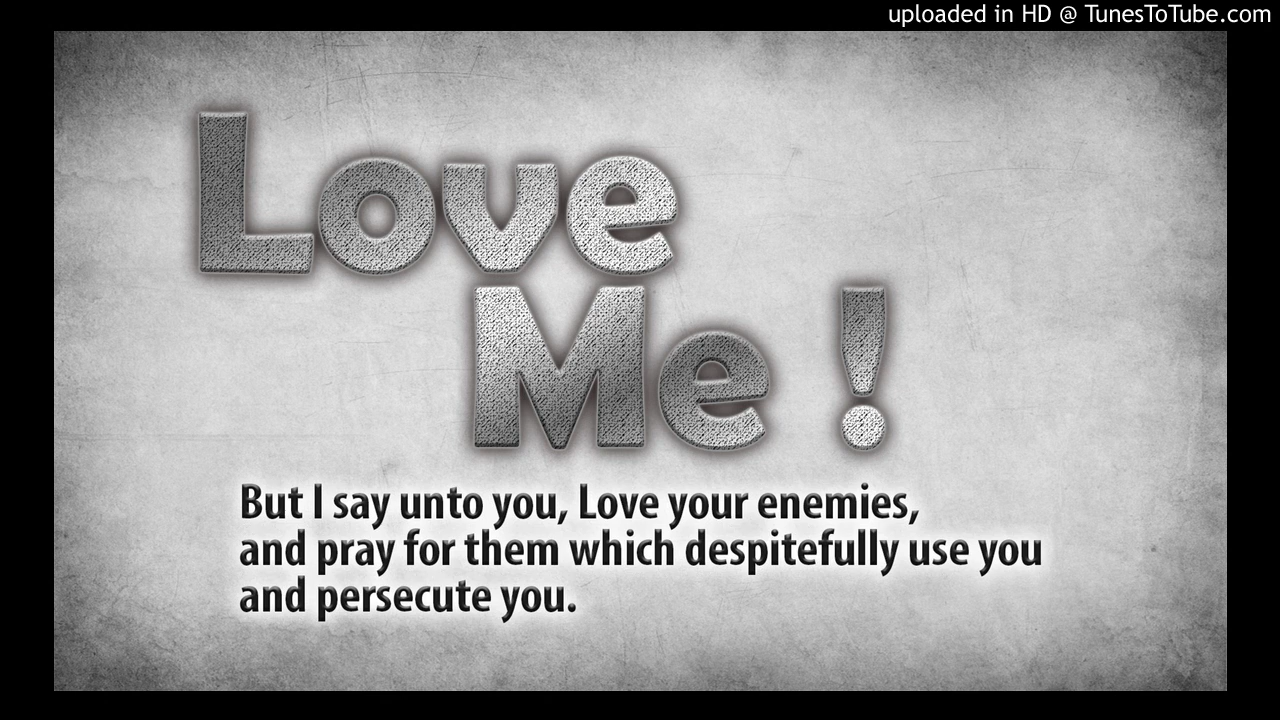 uploaded in HD @ TunesToTube.com
Love
Me !
But I say unto you, Love your enemies,
and pray for them which despitefully use you
and persecute you.